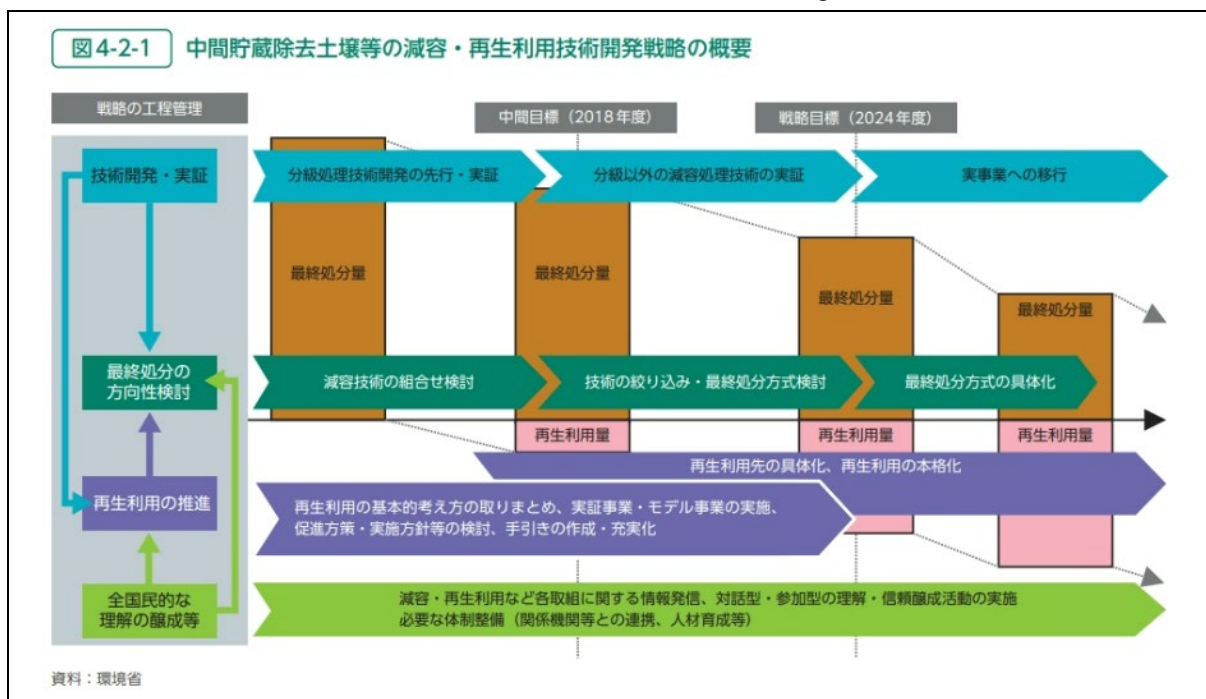 図4-2-1 中間貯蔵除去土壌等の減容・再生利用技術開発戦略の概要
戦略の工程管理
中間目標（2018年度）
戦略目標（2024年度）
技術開発・実証
分級処理技術開発の先行・実証
分級以外の減容処理技術の実証
実事業への移行
最終処分量
最終処分量
最終処分量
最終処分量
最終処分の
方向性検討
減容技術の組合せ検討
技術の絞り込み・最終処分方式検討
最終処分方式の具体化
再生利用量
再生利用量
再生利用量
再生利用先の具体化、再生利用の本格化
再生利用の推進
再生利用の基本的考え方の取りまとめ、実証事業・モデル事業の実施、
促進方策・実施方針等の検討、手引きの作成・充実化
全国民的な
理解の醸成等
減容・再生利用など各取組に関する情報発信、対話型・参加型の理解・信頼醸成活動の実施
必要な体制整備（関係機関等との連携、人材育成等）
資料：環境省